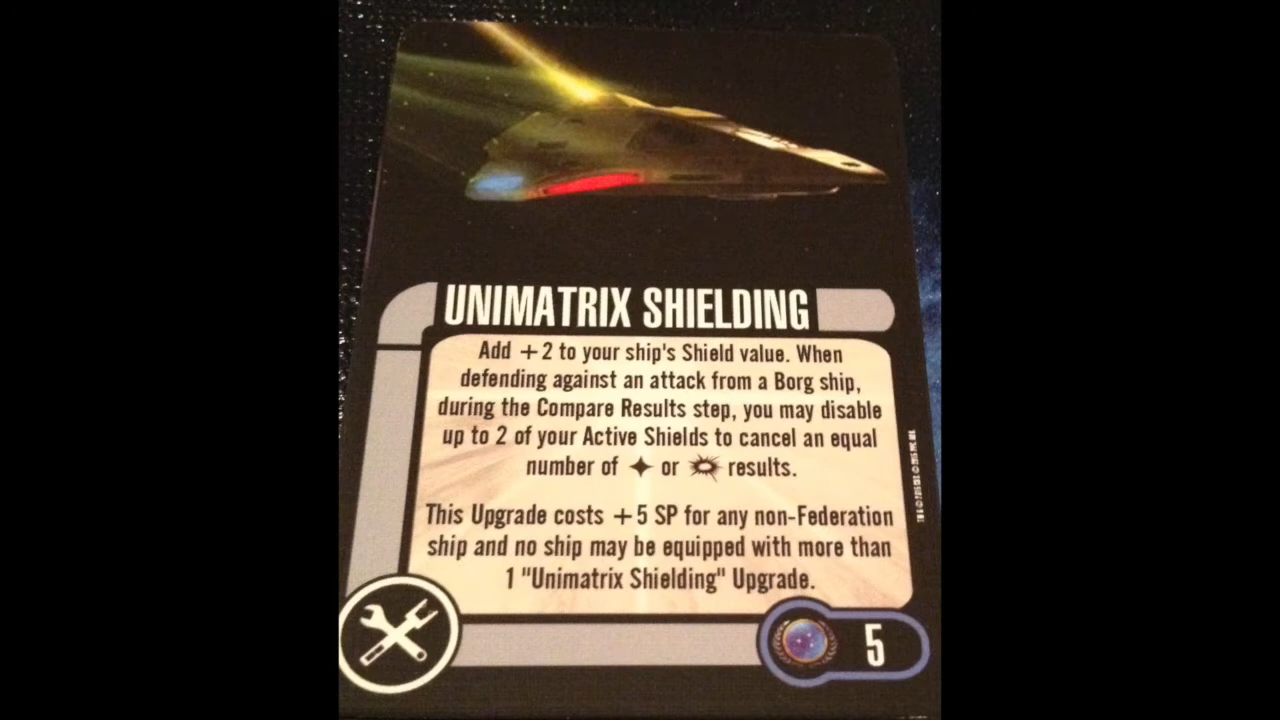 UNIMATRIX SHIELDING
Add +2 to your ship's Shield value. When
defending against an attack from a Borg ship,
during the Compare Results step, you may disable
up to 2 of your Active Shields to cancel an equal
number of or results.
This Upgrade costs +5 SP for any non-Federation
ship and no ship may be equipped with more than
1 "Unimatrix Shielding" Upgrade.
5